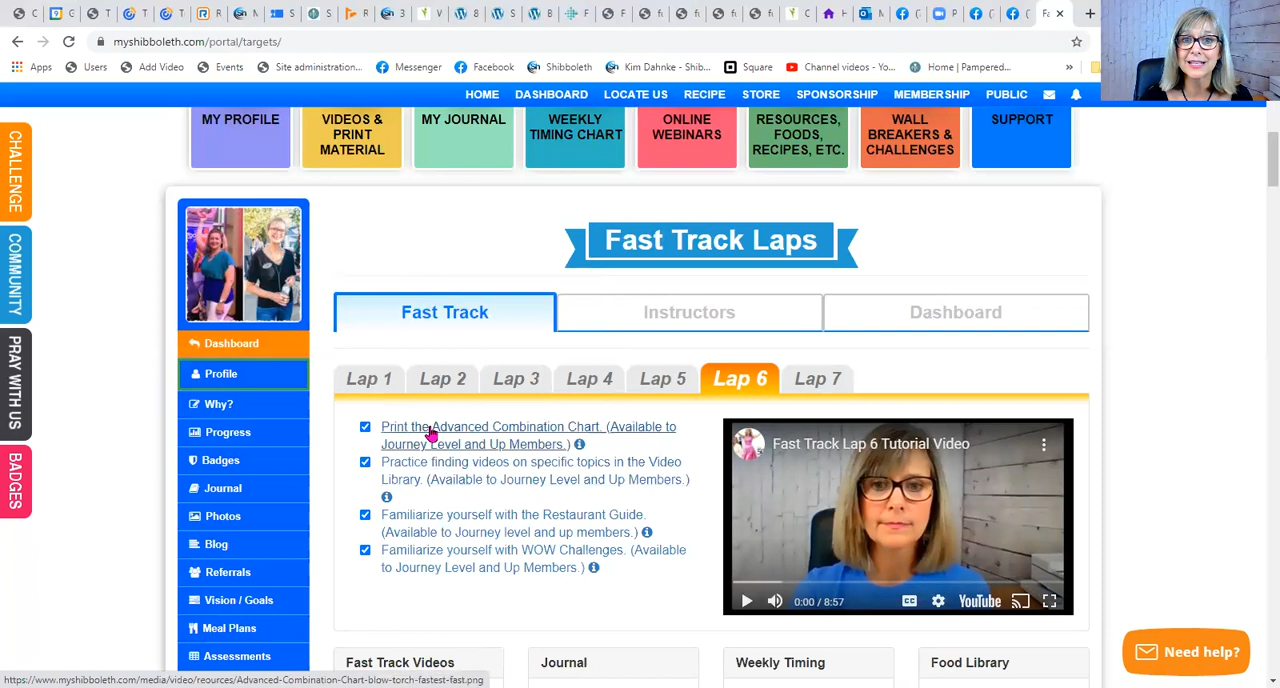 C
G
T
T
R
en
M
S
S
F
3
V
8
S
B
F
F
fu
fu
fu
C
H
M
(
P
(
(
Fa
myshibboleth.com/portal/targets/
Apps
Users
Add Video
Events
Site administration...
Messenger
Fac
Shibboleth
Kim Dahnke - Shib...
Square
Channel videos - Yo...
Home | Pampered...
»
HOME DASHBOARD LOCATE US RECIPE STORE SPONSORSHIP MEMBERSHIP PUBLIC
MY PROFILE
VIDEOS &
PRINT
MATERIAL
MY JOURNAL
WEEKLY
TIMING CHART
ONLINE
WEBINARS
RESOURCES,
FOODS,
RECIPES, ETC.
WALL
BREAKERS &
CHALLENGES
SUPPORT
CHALLENGE
COMMUNITY
PRAY WITH US
BADGES
Dashboard
Profile
Why?
Progress
Badges
Journal
Photos
Blog
Referrals
Vision / Goals
Meal Plans
Assessments
Fast Track Laps
Fast Track
Instructors
Dashboard
Lap 1
Lap 2
Lap 3
Lap 4
Lap 5
Lap 6
Lap 7
Print the Advanced Combination Chart. (Available to
Journey Level and Up Members.)
Practice finding videos on specific topics in the Video
Library. (Available to Journey Level and Up Members.)
Familiarize yourself with the Restaurant Guide.
(Available to Journey level and up members.)
Familiarize yourself with WOW Challenges. (Available
to Journey Level and Up Members.)
Fast Track Lap 6 Tutorial Video
0:00 / 8:57
CC
YouTube
Fast Track Videos
Journal
Weekly Timing
Food Library
Need help?
https://www.myshibboleth.com/media/video/reources/Advanced-Combination-Chart-blow-torch-fastest-fast.png